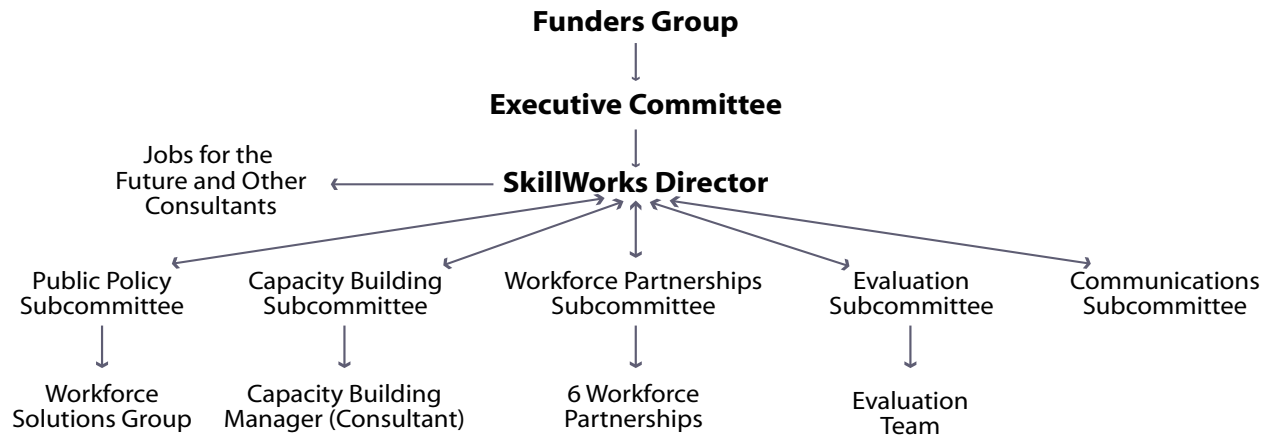 Funders Group
Executive Committee
Jobs for the
Future and Other
Consultants
SkillWorks Director
Public Policy
Subcommittee
Capacity Building
Subcommittee
Workforce Partnerships
Subcommittee
Evaluation
Subcommittee
Communications
Subcommittee
Workforce
Solutions Group
Capacity Building
Manager (Consultant)
6 Workforce
Partnerships
Evaluation
Team